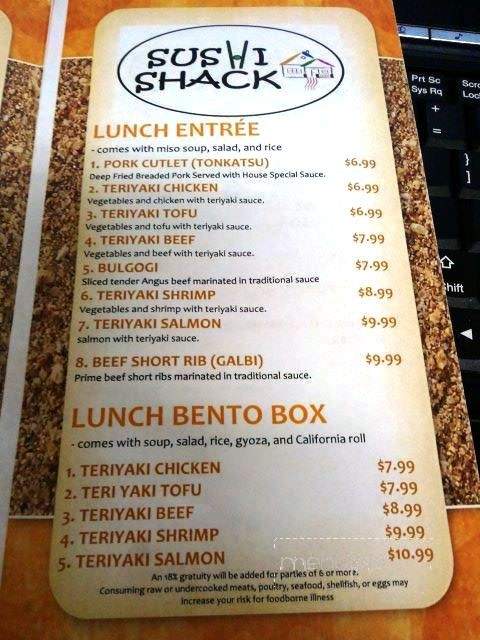 SUSHI
SHACK
LUNCH ENTRÉE
- comes with miso soup, salad, and rice
1. PORK CUTLET (TONKATSU) $6.99
Deep Fried Breaded Pork Served with House Special Sauce.
2. TERIYAKI CHICKEN $6.99
Vegetables and chicken with teriyaki sauce.
3. TERIYAKI TOFU $6.99
Vegetables and tofu with teriyaki sauce.
4. TERIYAKI BEEF $7.99
Vegetables and beef with teriyaki sauce.
5. BULGOGI $7.99
Sliced tender Angus beef marinated in traditional sauce
6. TERIYAKI SHRIMP $8.99
Vegetables and shrimp with teriyaki sauce.
7. TERIYAKI SALMON $9.99
salmon with teriyaki sauce.
8. BEEF SHORT RIB (GALBI) $9.99
Prime beef short ribs marinated in traditional sauce.
LUNCH BENTO BOX
- comes with soup, salad, rice, gyoza, and California roll
1. TERIYAKI CHICKEN $7.99
2. TERI YAKI TOFU $7.99
3. TERIYAKI BEEF $8.99
4. TERIYAKI SHRIMP $9.99
5. TERIYAKI SALMON $10.99
An 18% gratuity will be added for parties of 6 or more.
Consuming raw or undercooked meats, poultry, seafood, shellfish, or eggs may
increase your risk for foodborne illness
Prt Sc
Sys Rq
+
=
}
]